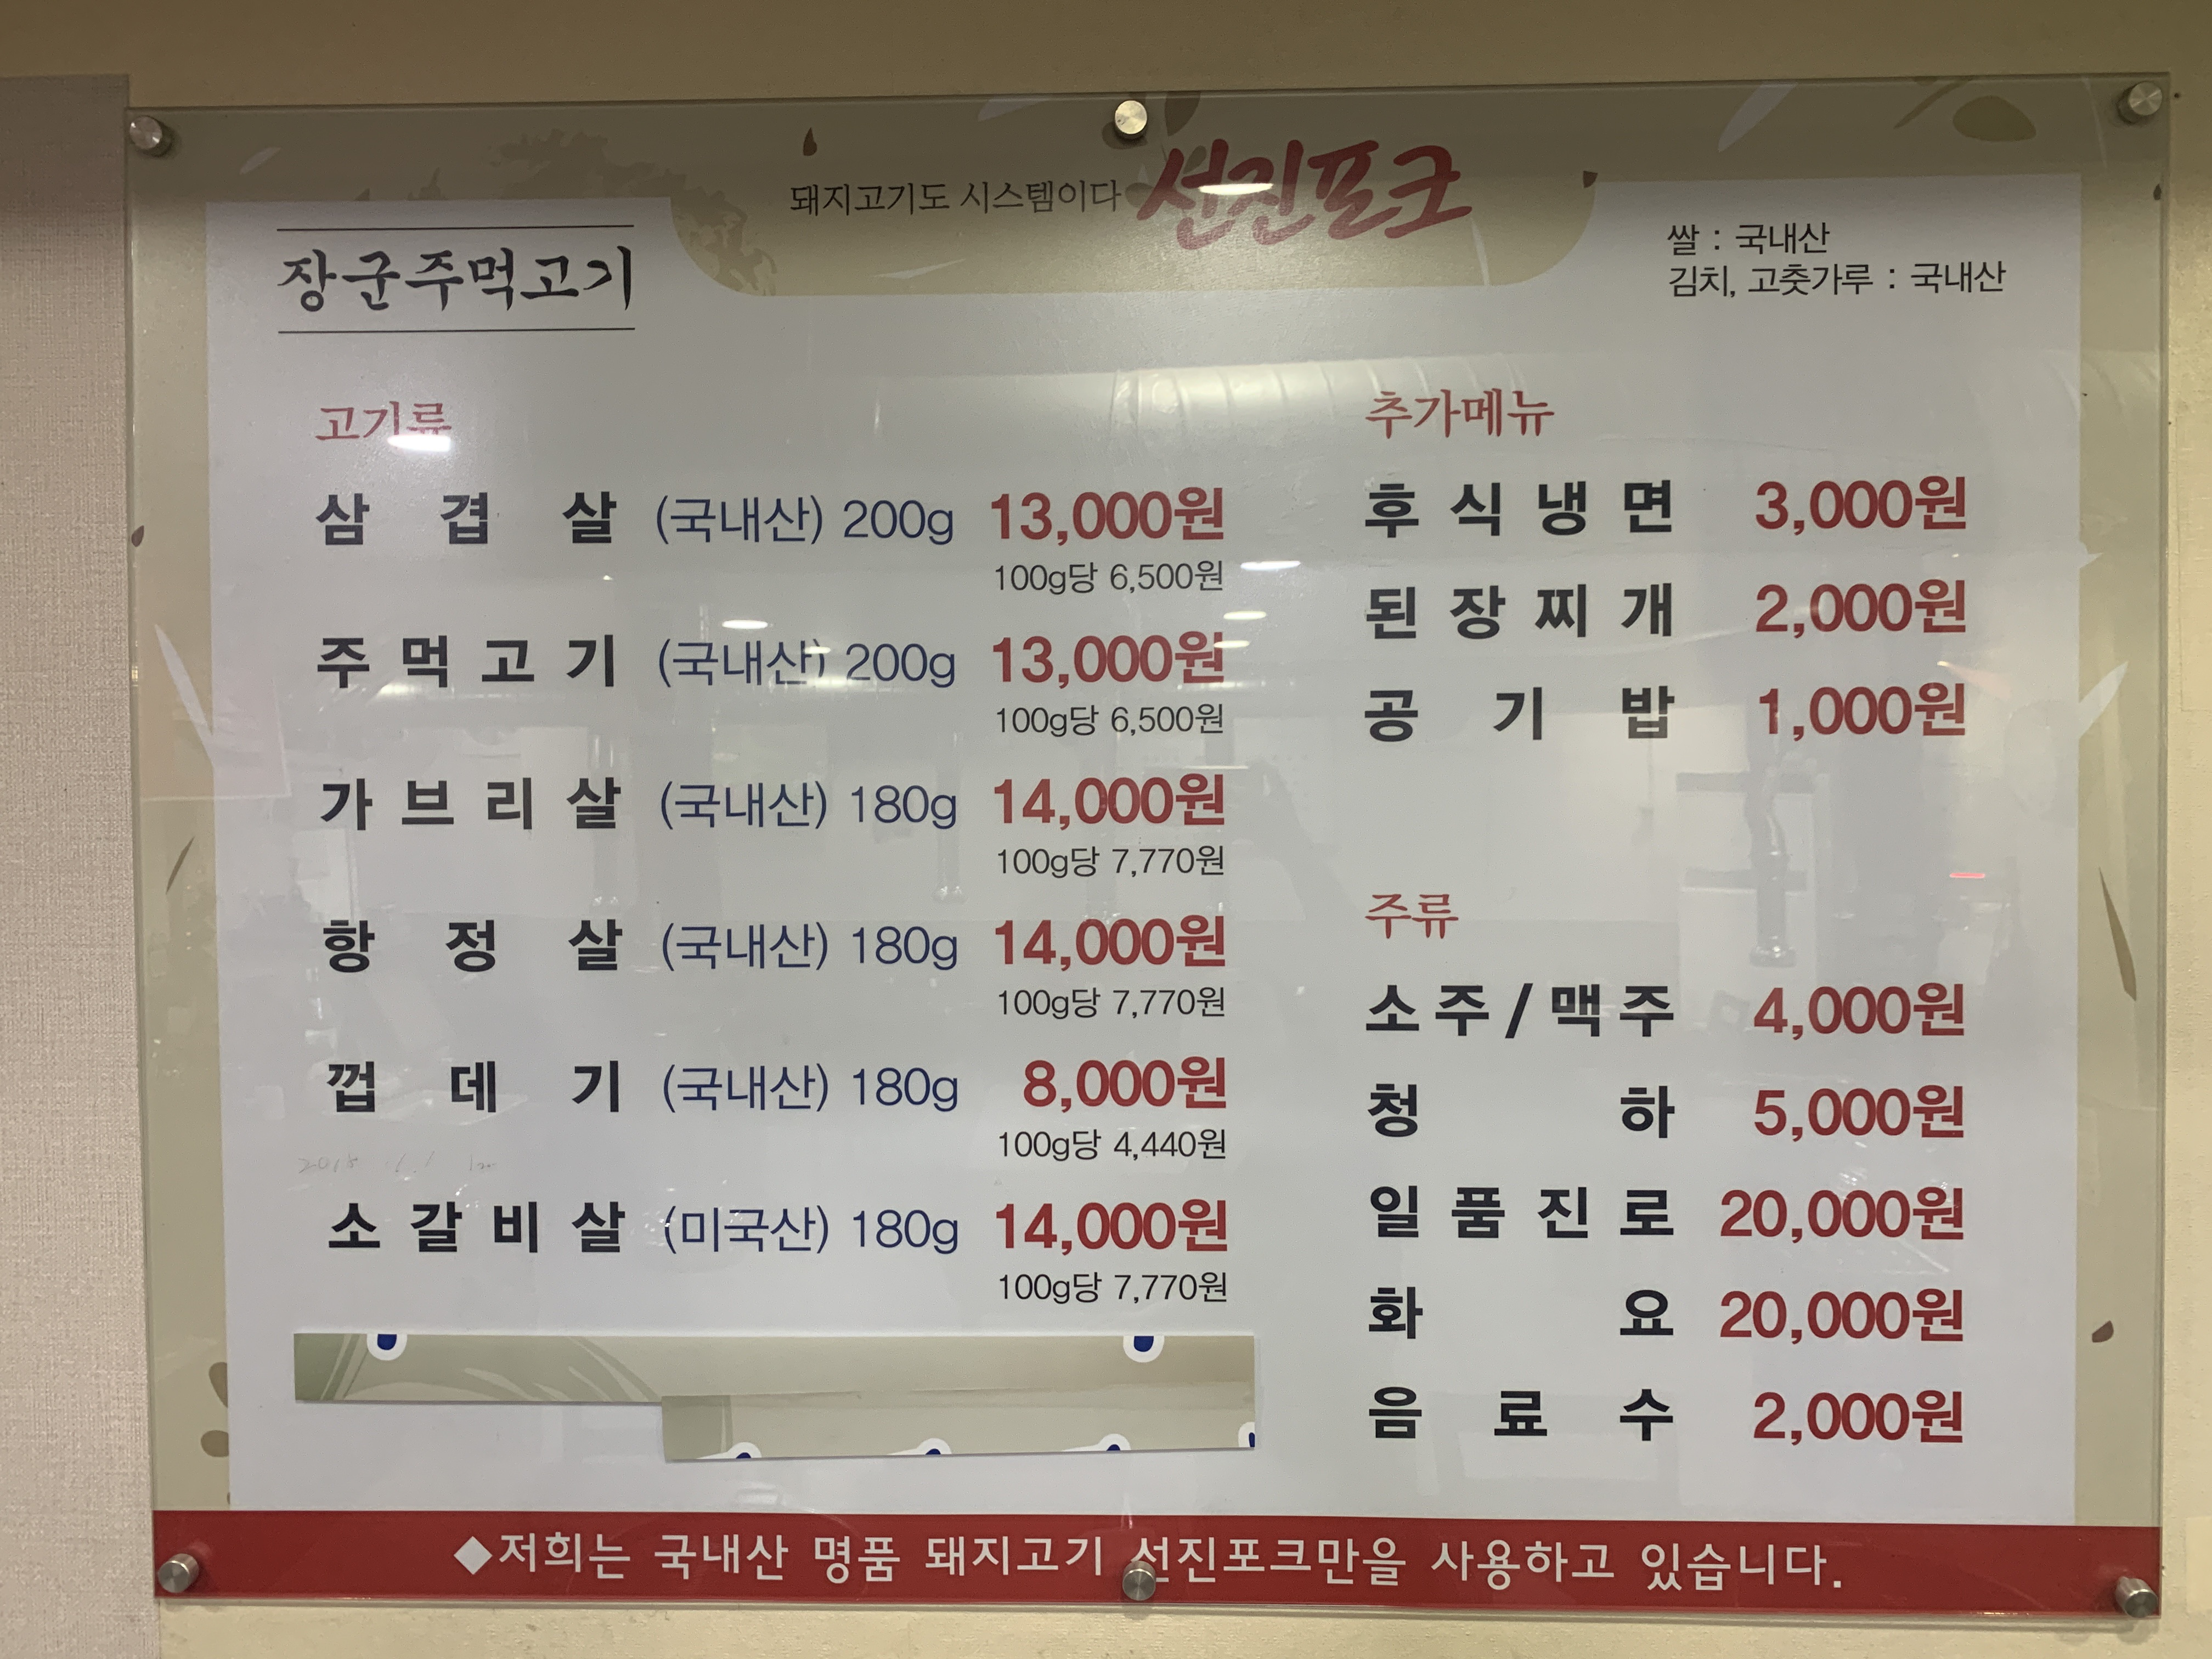 돼지고기도 시스템이다 선진포크
장군주먹고기
쌀 : 국내산
김치, 고춧가루 : 국내산
고기류
삼겹살 (국내산) 200g 13,000원
100g당 6,500원
주먹고기 (국내산) 200g 13,000원
100g당 6,500원
가브리살 (국내산) 180g 14,000원
100g당 7,770원
항정살 (국내산) 180g 14,000원
100g당 7,770원
껍데기 (국내산) 180g 8,000원
100g당 4,440원
소갈비살 (미국산) 180g 14,000원
100g당 7,770원
추가메뉴
후식냉면 3,000원
된장찌개 2,000원
공기밥 1,000원
주류
소주/맥주 4,000원
청하 5,000원
일품진로 20,000원
화요 20,000원
음료수 2,000원
◆저희는 국내산 명품 돼지고기 선진포크만을 사용하고 있습니다.